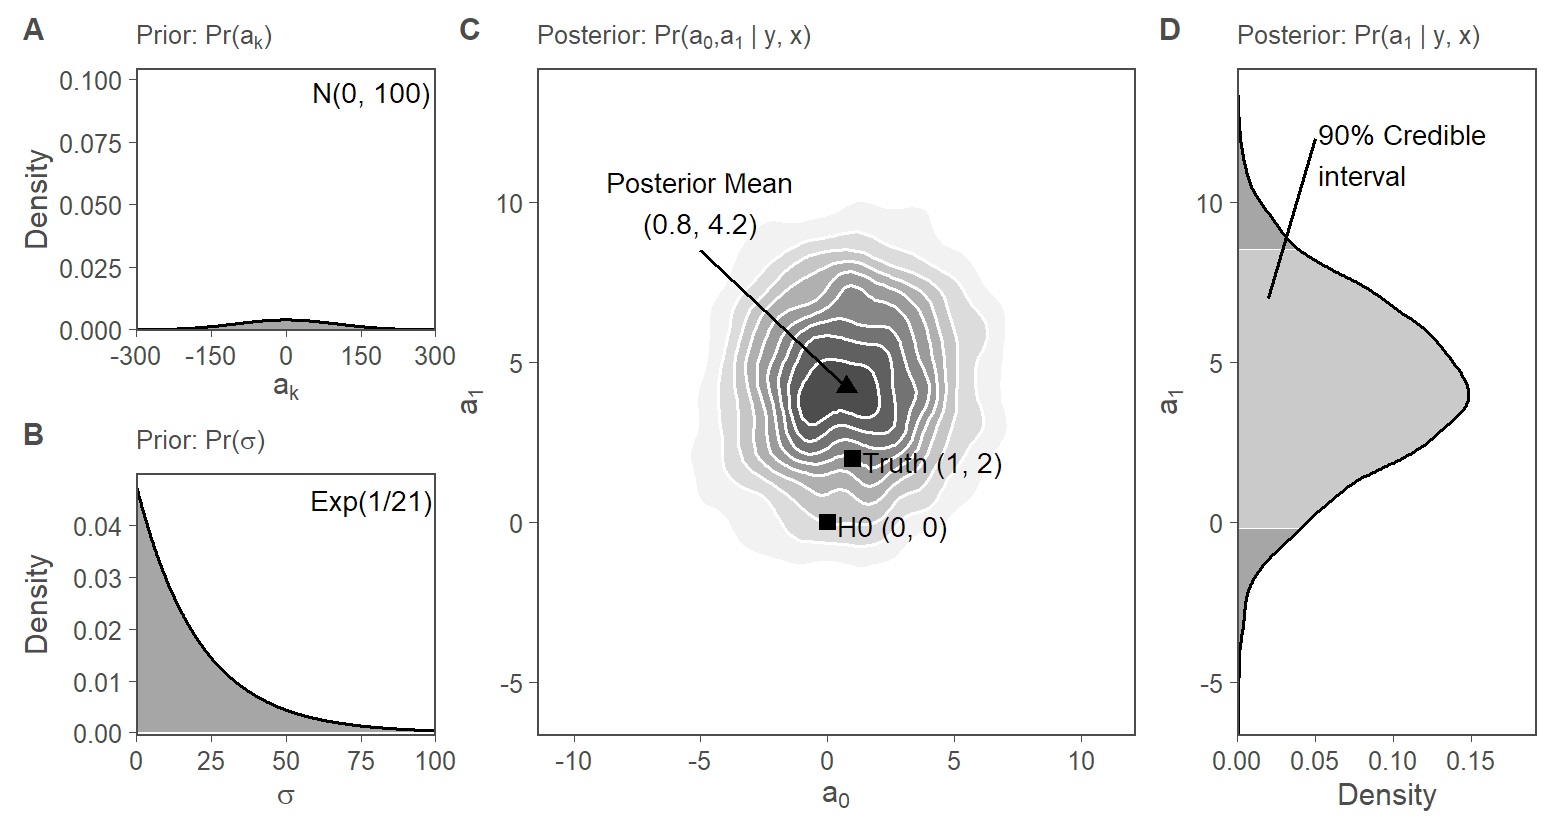 A
Prior: Pr(aₖ)
N(0, 100)
0.100
0.075
0.050
0.025
0.000
Density
-300 -150 0 150 300
aₖ
B
Prior: Pr(σ)
Exp(1/21)
0.04
0.03
0.02
0.01
0.00
Density
0 25 50 75 100
σ
C
Posterior: Pr(a₀,a₁ | y, x)
Posterior Mean
(0.8, 4.2)
Truth (1, 2)
H0 (0, 0)
10
5
0
-5
a₁
-10 -5 0 5 10
a₀
D
Posterior: Pr(a₁ | y, x)
90% Credible
interval
10
5
0
-5
a₁
0.00 0.05 0.10 0.15
Density